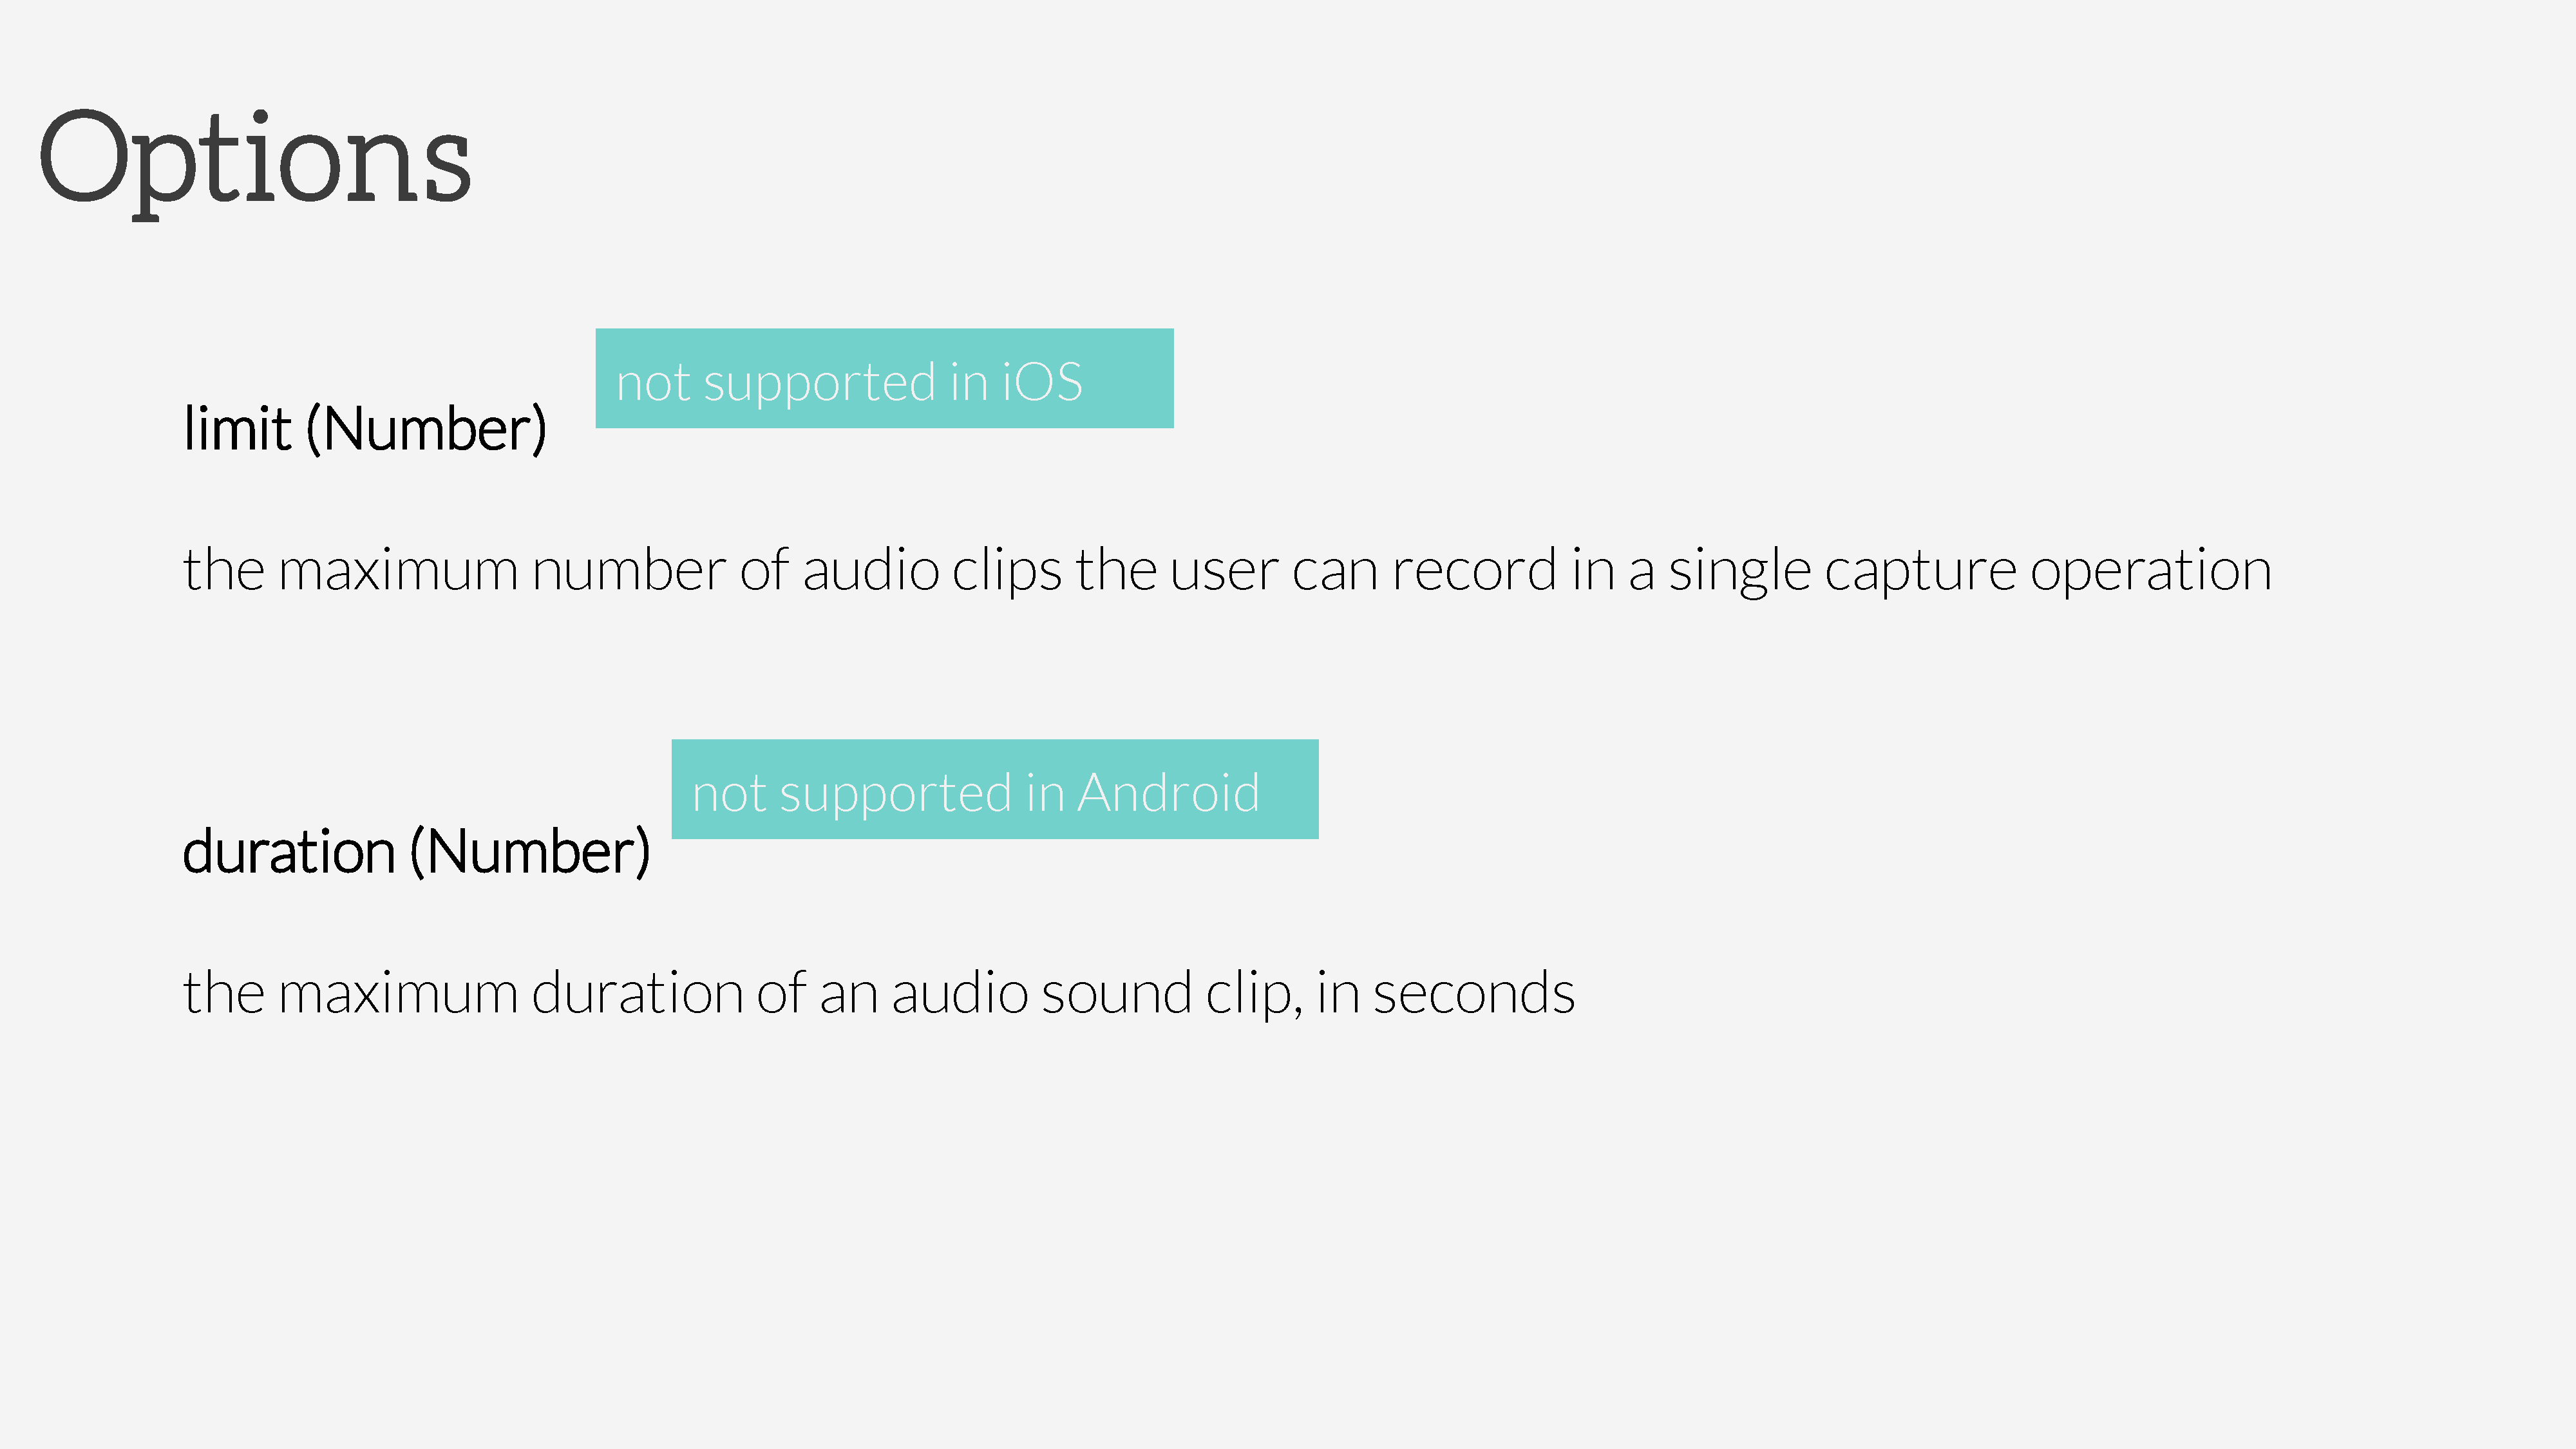 Options
not supported in iOS
limit (Number)
the maximum number of audio clips the user can record in a single capture operation
not supported in Android
duration (Number)
the maximum duration of an audio sound clip, in seconds